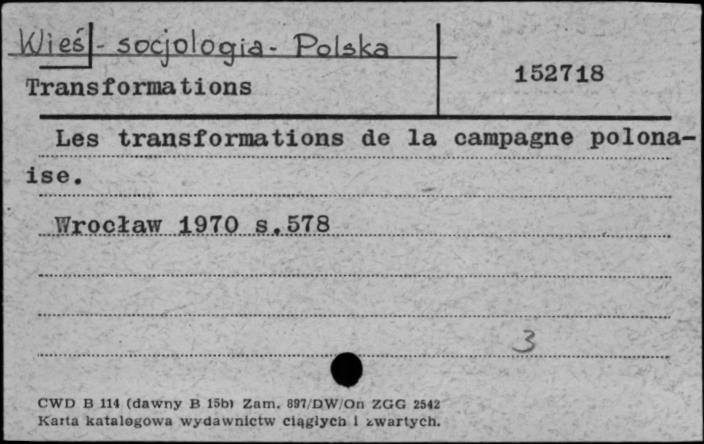 Wieś - socjologia - Polska
Transformations
152718
Les transformations de la campagne polona-
ise.
Wrocław 1970 s.578
3
CWD B 114 (dawny B 15b) Zam. 897/DW/On ZGG 2542
Karta katalogowa wydawnictw ciągłych i zwartych.